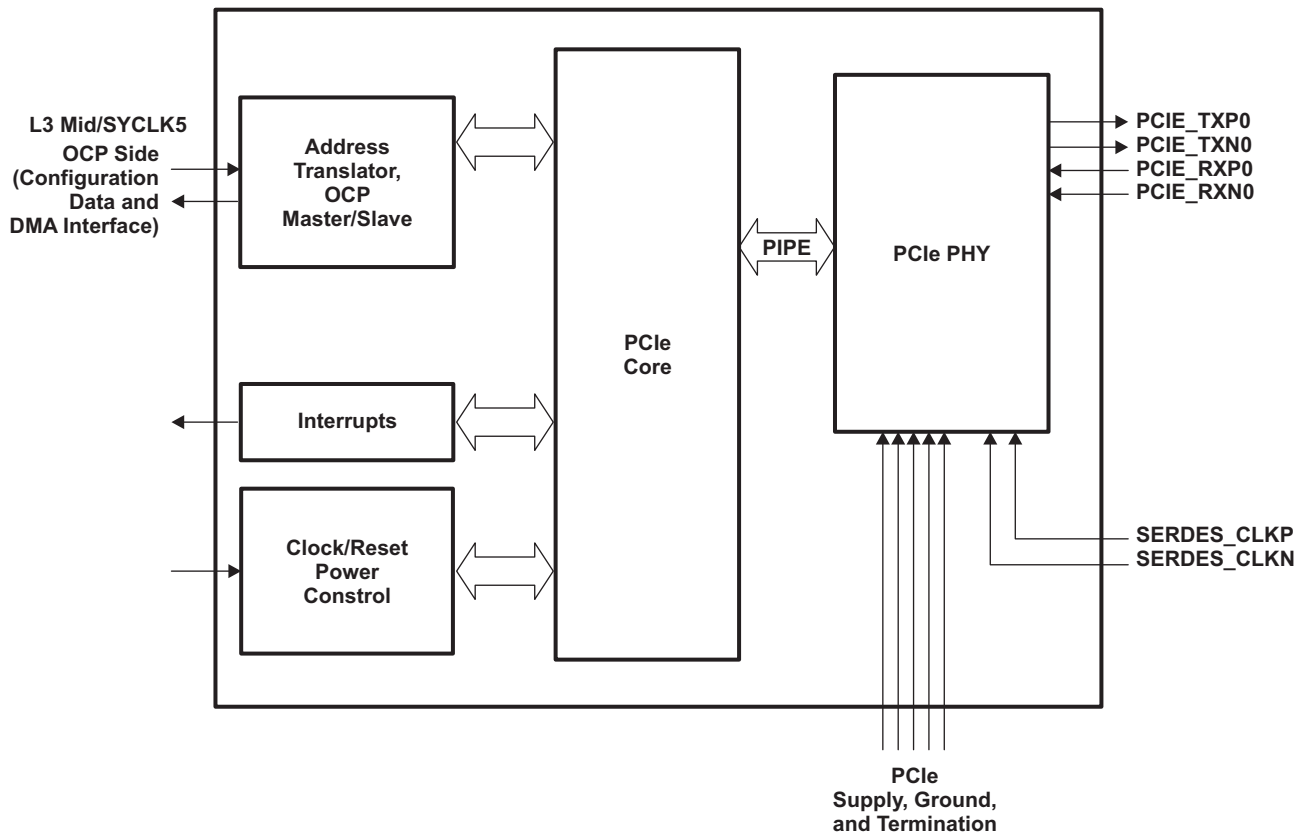 L3 Mid/SYCLK5
OCP Side
(Configuration
Data and
DMA Interface)
Address
Translator,
OCP
Master/Slave
Interrupts
Clock/Reset
Power
Constrol
PCIe
Core
PIPE
PCIe PHY
PCIE_TXP0
PCIE_TXN0
PCIE_RXP0
PCIE_RXN0
SERDES_CLKP
SERDES_CLKN
PCIe
Supply, Ground,
and Termination